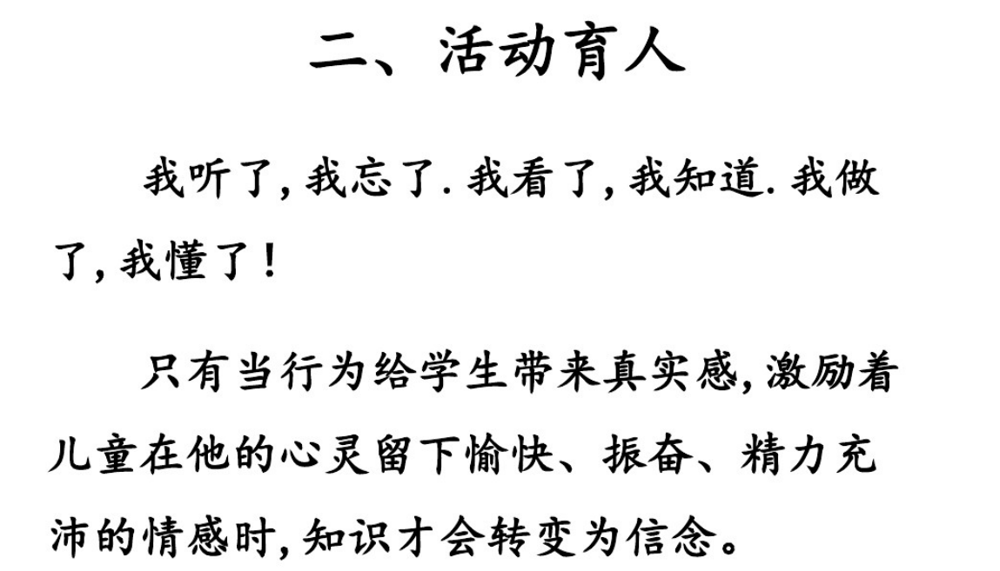 二、活动育人
我听了,我忘了.我看了,我知道.我做
了,我懂了!
只有当行为给学生带来真实感,激励着
儿童在他的心灵留下愉快、振奋、精力充
沛的情感时,知识才会转变为信念。